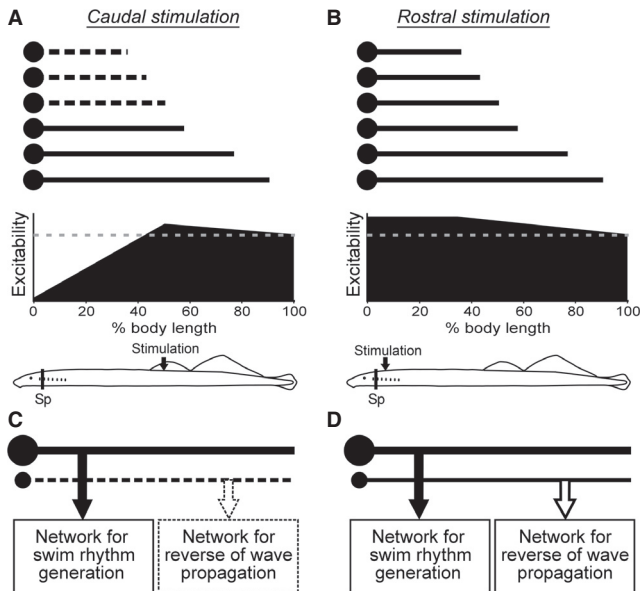 A
Caudal stimulation
Excitability
0 20 40 60 80 100
% body length
Stimulation
Sp
B
Rostral stimulation
Excitability
0 20 40 60 80 100
% body length
Stimulation
Sp
C
Network for
swim rhythm
generation
Network for
reverse of wave
propagation
D
Network for
swim rhythm
generation
Network for
reverse of wave
propagation